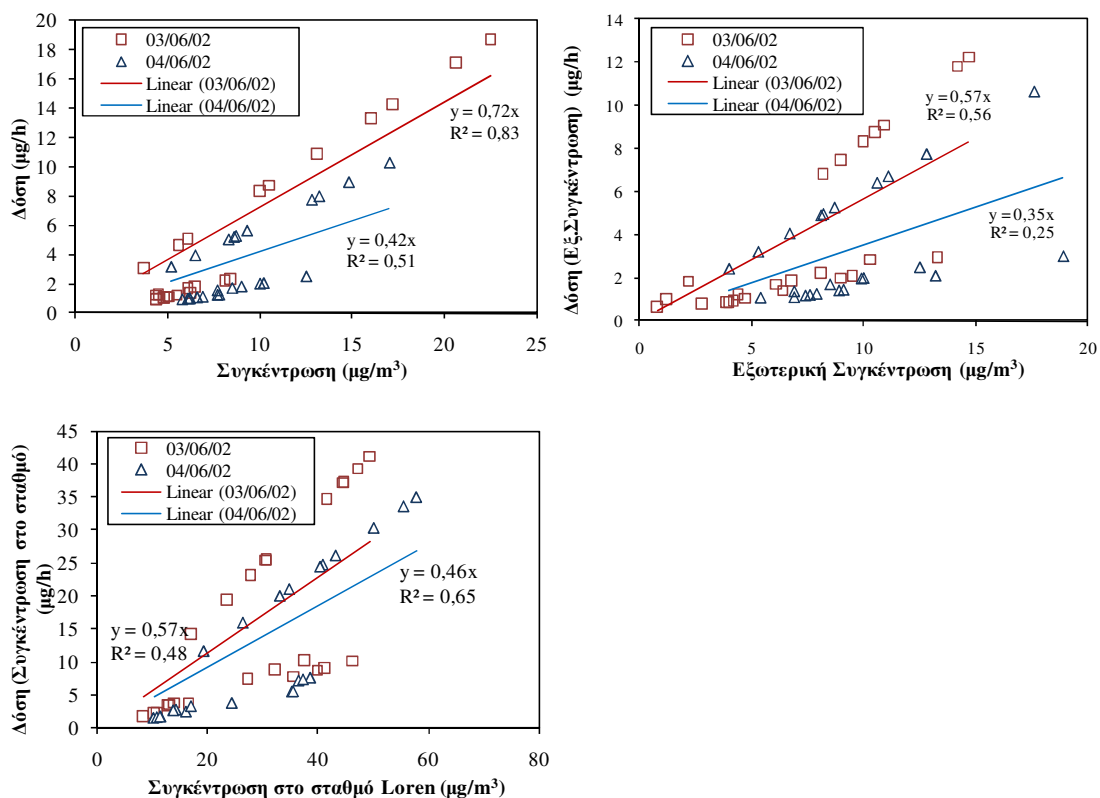 Δόση (μg/h)
20
18
16
14
12
10
8
6
4
2
0
03/06/02
04/06/02
Linear (03/06/02)
Linear (04/06/02)
y = 0,72x
R² = 0,83
y = 0,42x
R² = 0,51
5
10
15
20
25
Συγκέντρωση (μg/m³)
Δόση (Εξ.Συγκέντρωση) (μg/h)
14
12
10
8
6
4
2
0
03/06/02
04/06/02
Linear (03/06/02)
Linear (04/06/02)
y = 0,57x
R² = 0,56
y = 0,35x
R² = 0,25
0
5
10
15
20
Εξωτερική Συγκέντρωση (μg/m³)
Δόση (Συγκέντρωση στο σταθμό)
(μg/h)
45
40
35
30
25
20
15
10
5
0
03/06/02
04/06/02
Linear (03/06/02)
Linear (04/06/02)
y = 0,46x
R² = 0,65
y = 0,57x
R² = 0,48
0
20
40
60
80
Συγκέντρωση στο σταθμό Loren (μg/m³)